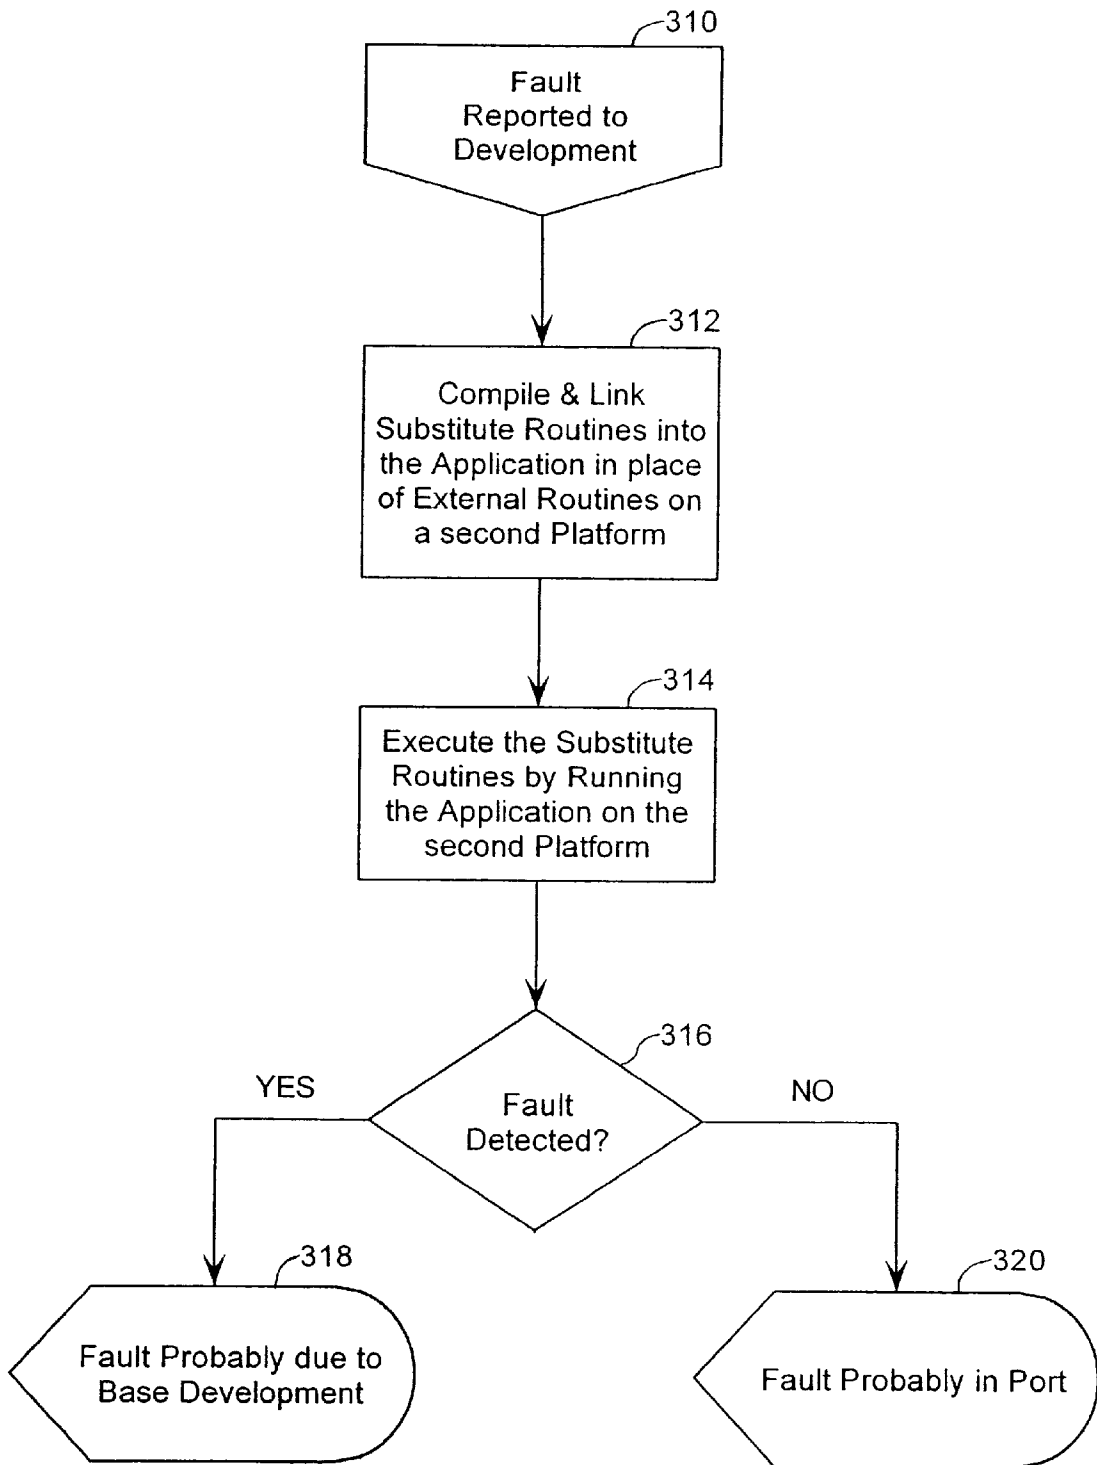 310
Fault
Reported to
Development
312
Compile & Link
Substitute Routines into
the Application in place
of External Routines on
a second Platform
314
Execute the Substitute
Routines by Running
the Application on the
second Platform
316
YES
NO
Fault
Detected?
318
320
Fault Probably due to
Base Development
Fault Probably in Port